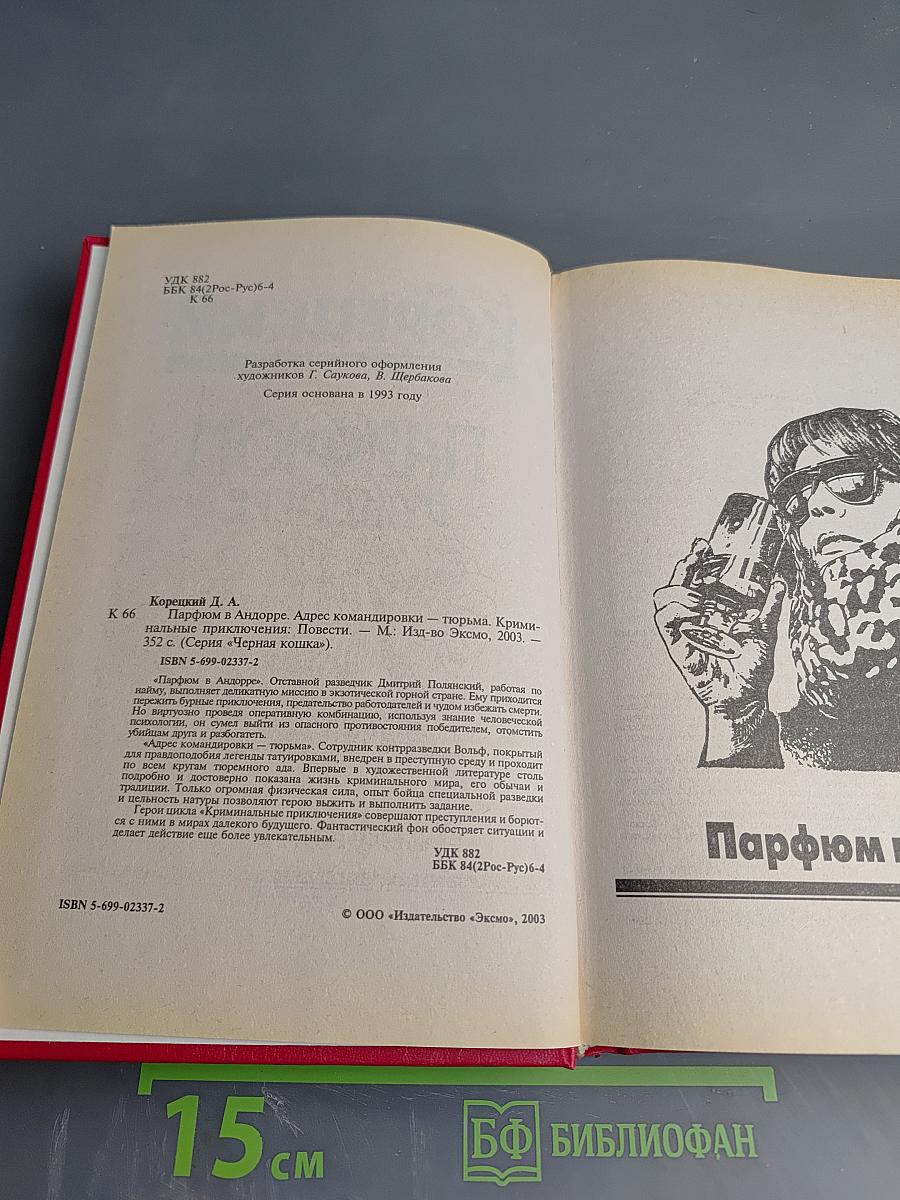 УДК 882
ББК 84(2Рос-Рус)6-4
К 66
Разработка серийного оформления
художников Г. Саукова, В. Щербакова
Серия основана в 1993 году
Корецкий Д. А.
К 66 Парфюм в Андорре. Адрес командировки — тюрьма. Крими-
нальные приключения: Повести. — М.: Изд-во Эксмо, 2003. —
352 с. (Серия «Черная кошка»).
ISBN 5-699-02337-2
«Парфюм в Андорре». Отставной разведчик Дмитрий Полянский, работая по
найму, выполняет деликатную миссию в экзотической горной стране. Ему приходится
пережить бурные приключения, предательство работодателей и чудом избежать смерти.
Но виртуозно проведя оперативную комбинацию, используя знание человеческой
психологии, он сумел выйти из опасного противостояния победителем, отомстить
убийцам друга и разбогатеть.
«Адрес командировки — тюрьма». Сотрудник контрразведки Вольф, покрытый
для правдоподобия легенды татуировками, внедрен в преступную среду и проходит
по всем кругам тюремного ада. Впервые в художественной литературе столь
подробно и достоверно показана жизнь криминального мира, его обычаи и
традиции. Только огромная физическая сила, опыт бойца специальной разведки
и цельность натуры позволяют герою выжить и выполнить задание.
Герои цикла «Криминальные приключения» совершают преступления и борют-
ся с ними в мирах далекого будущего. Фантастический фон обостряет ситуации и
делает действие еще более увлекательным.
УДК 882
ББК 84(2Рос-Рус)6-4
ISBN 5-699-02337-2
© ООО «Издательство «Эксмо», 2003
Парфюм
15 см
БФ БИБЛИОФАН